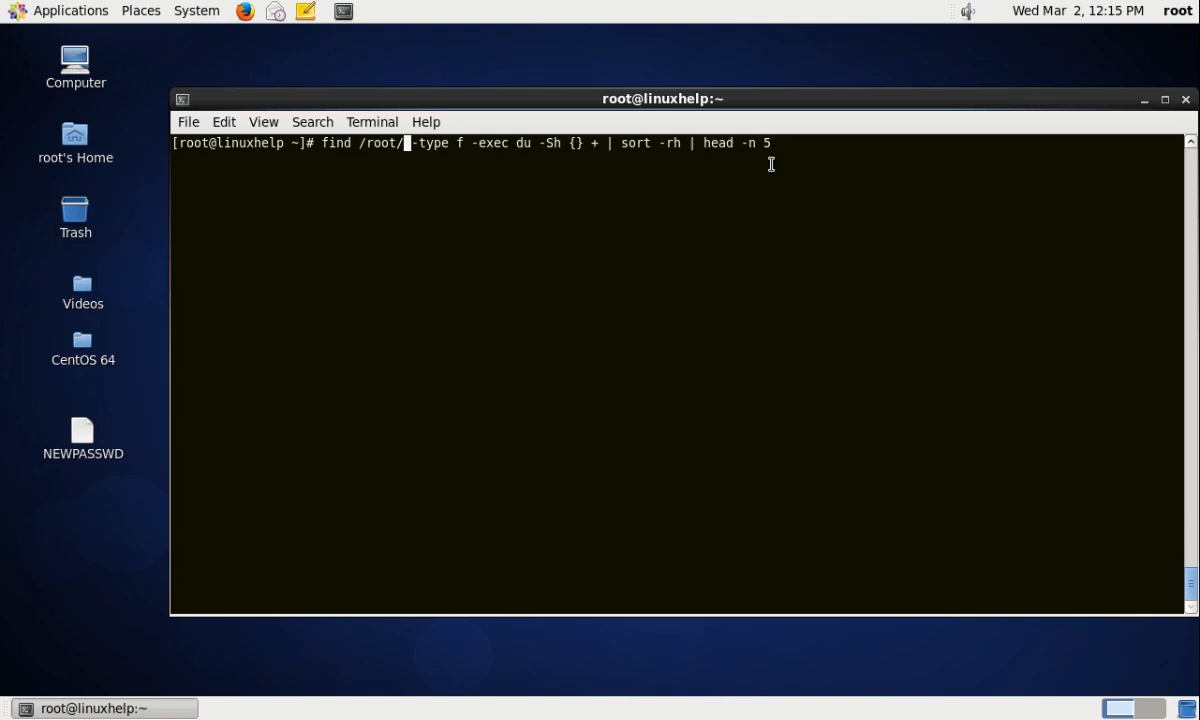 Applications Places System
Wed Mar 2, 12:15 PM root
Computer
root's Home
Trash
Videos
CentOS 64
NEWPASSWD
root@linuxhelp:~
File Edit View Search Terminal Help
[root@linuxhelp ~]# find /root/ -type f -exec du -Sh {} + | sort -rh | head -n 5
root@linuxhelp:~